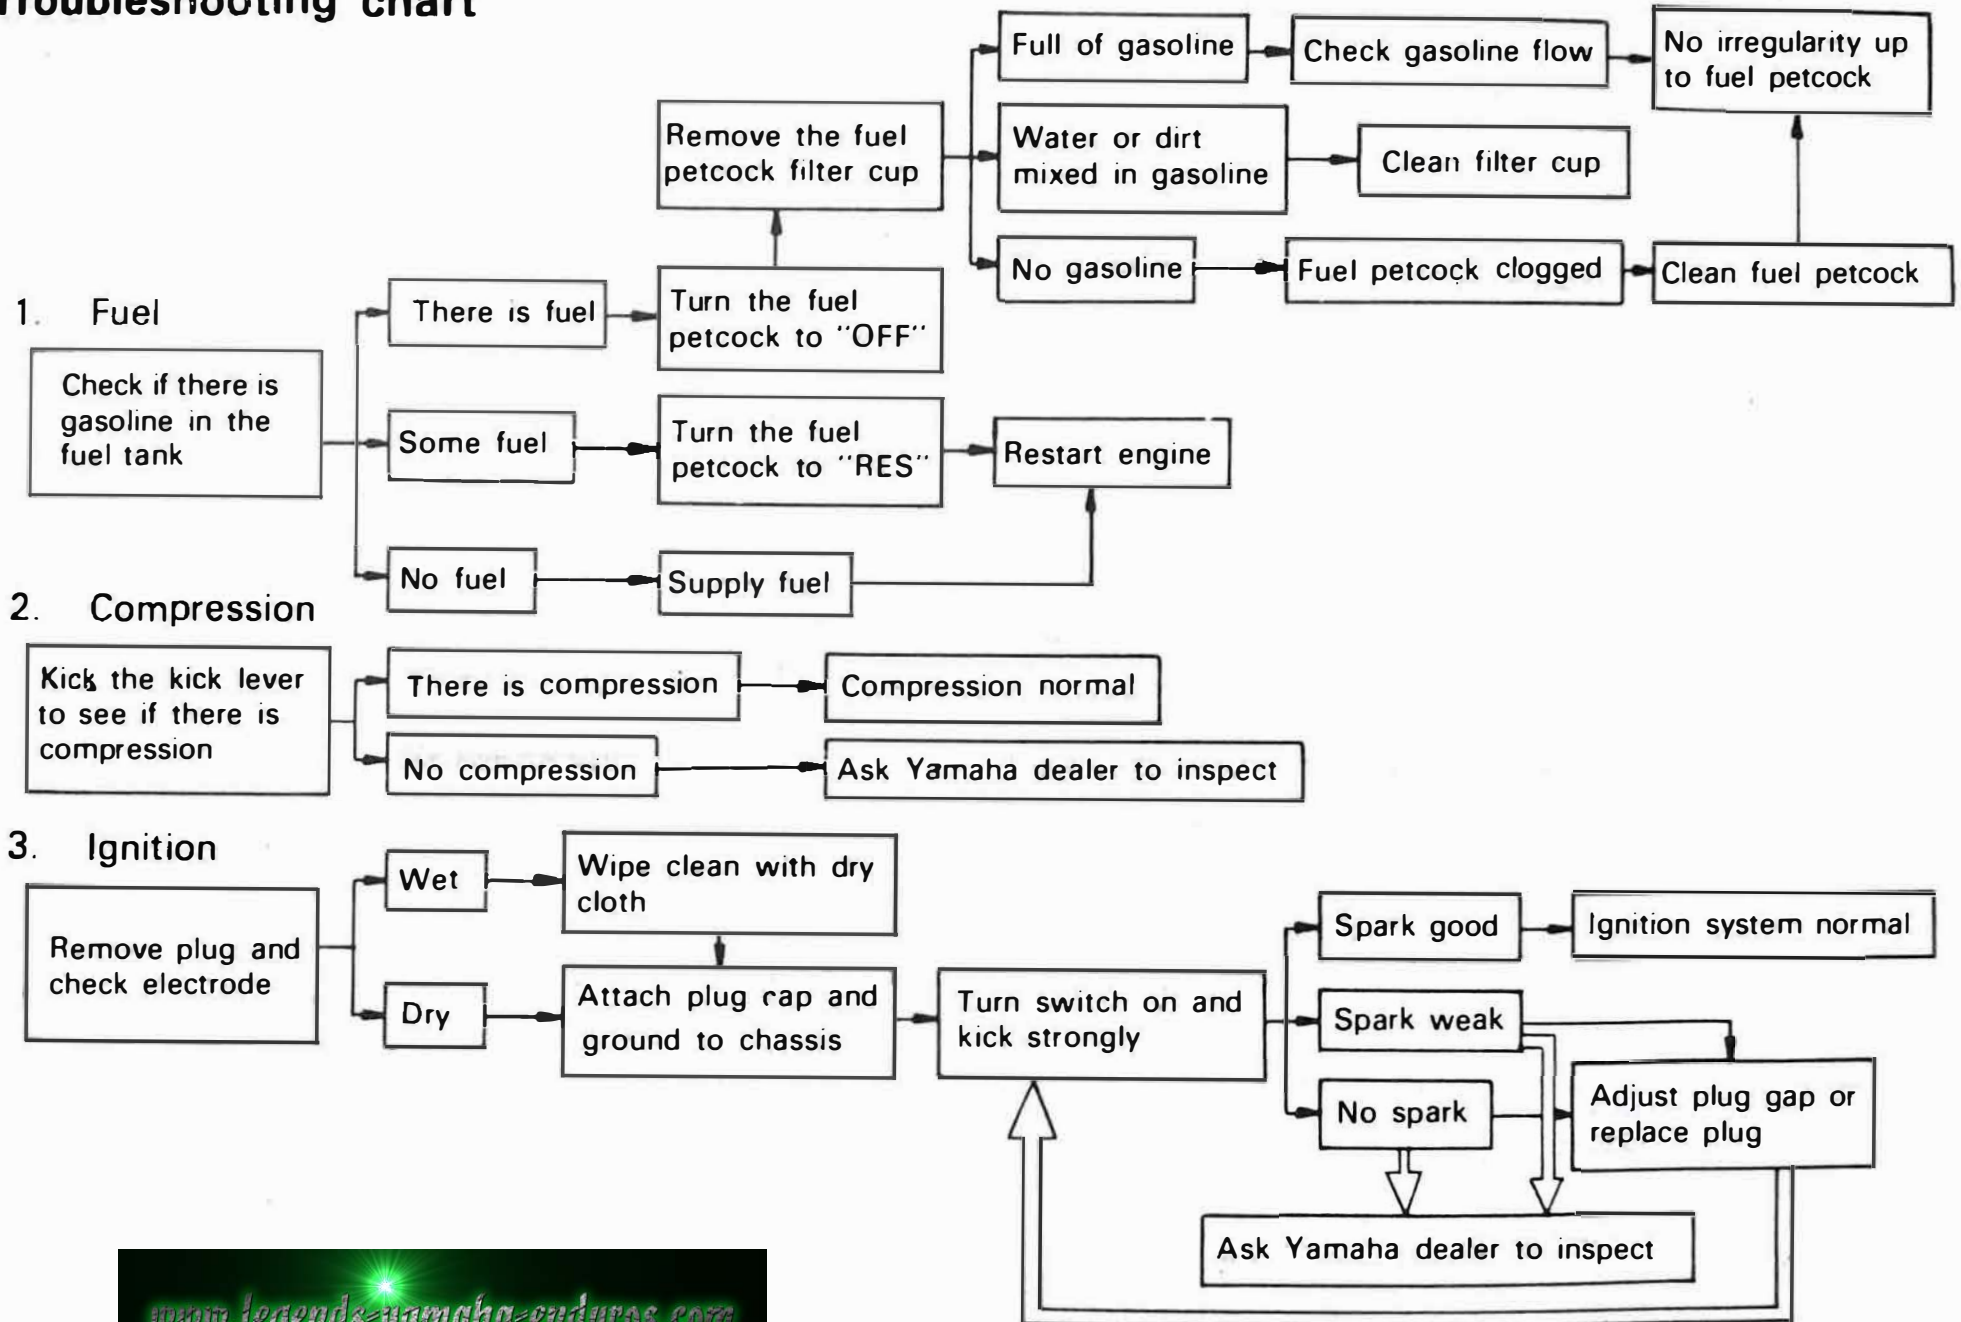 Troubleshooting chart
1. Fuel
Check if there is
gasoline in the
fuel tank
There is fuel
Turn the fuel
petcock to "OFF"
Remove the fuel
petcock filter cup
Full of gasoline
Check gasoline flow
No irregularity up
to fuel petcock
Water or dirt
mixed in gasoline
Clean filter cup
No gasoline
Fuel petcock clogged
Clean fuel petcock
Some fuel
Turn the fuel
petcock to "RES"
Restart engine
No fuel
Supply fuel
2. Compression
Kick the kick lever
to see if there is
compression
There is compression
Compression normal
No compression
Ask Yamaha dealer to inspect
3. Ignition
Remove plug and
check electrode
Wet
Wipe clean with dry
cloth
Dry
Attach plug cap and
ground to chassis
Turn switch on and
kick strongly
Spark good
Ignition system normal
Spark weak
No spark
Adjust plug gap or
replace plug
Ask Yamaha dealer to inspect
www.legends-yamaha-enduros.com